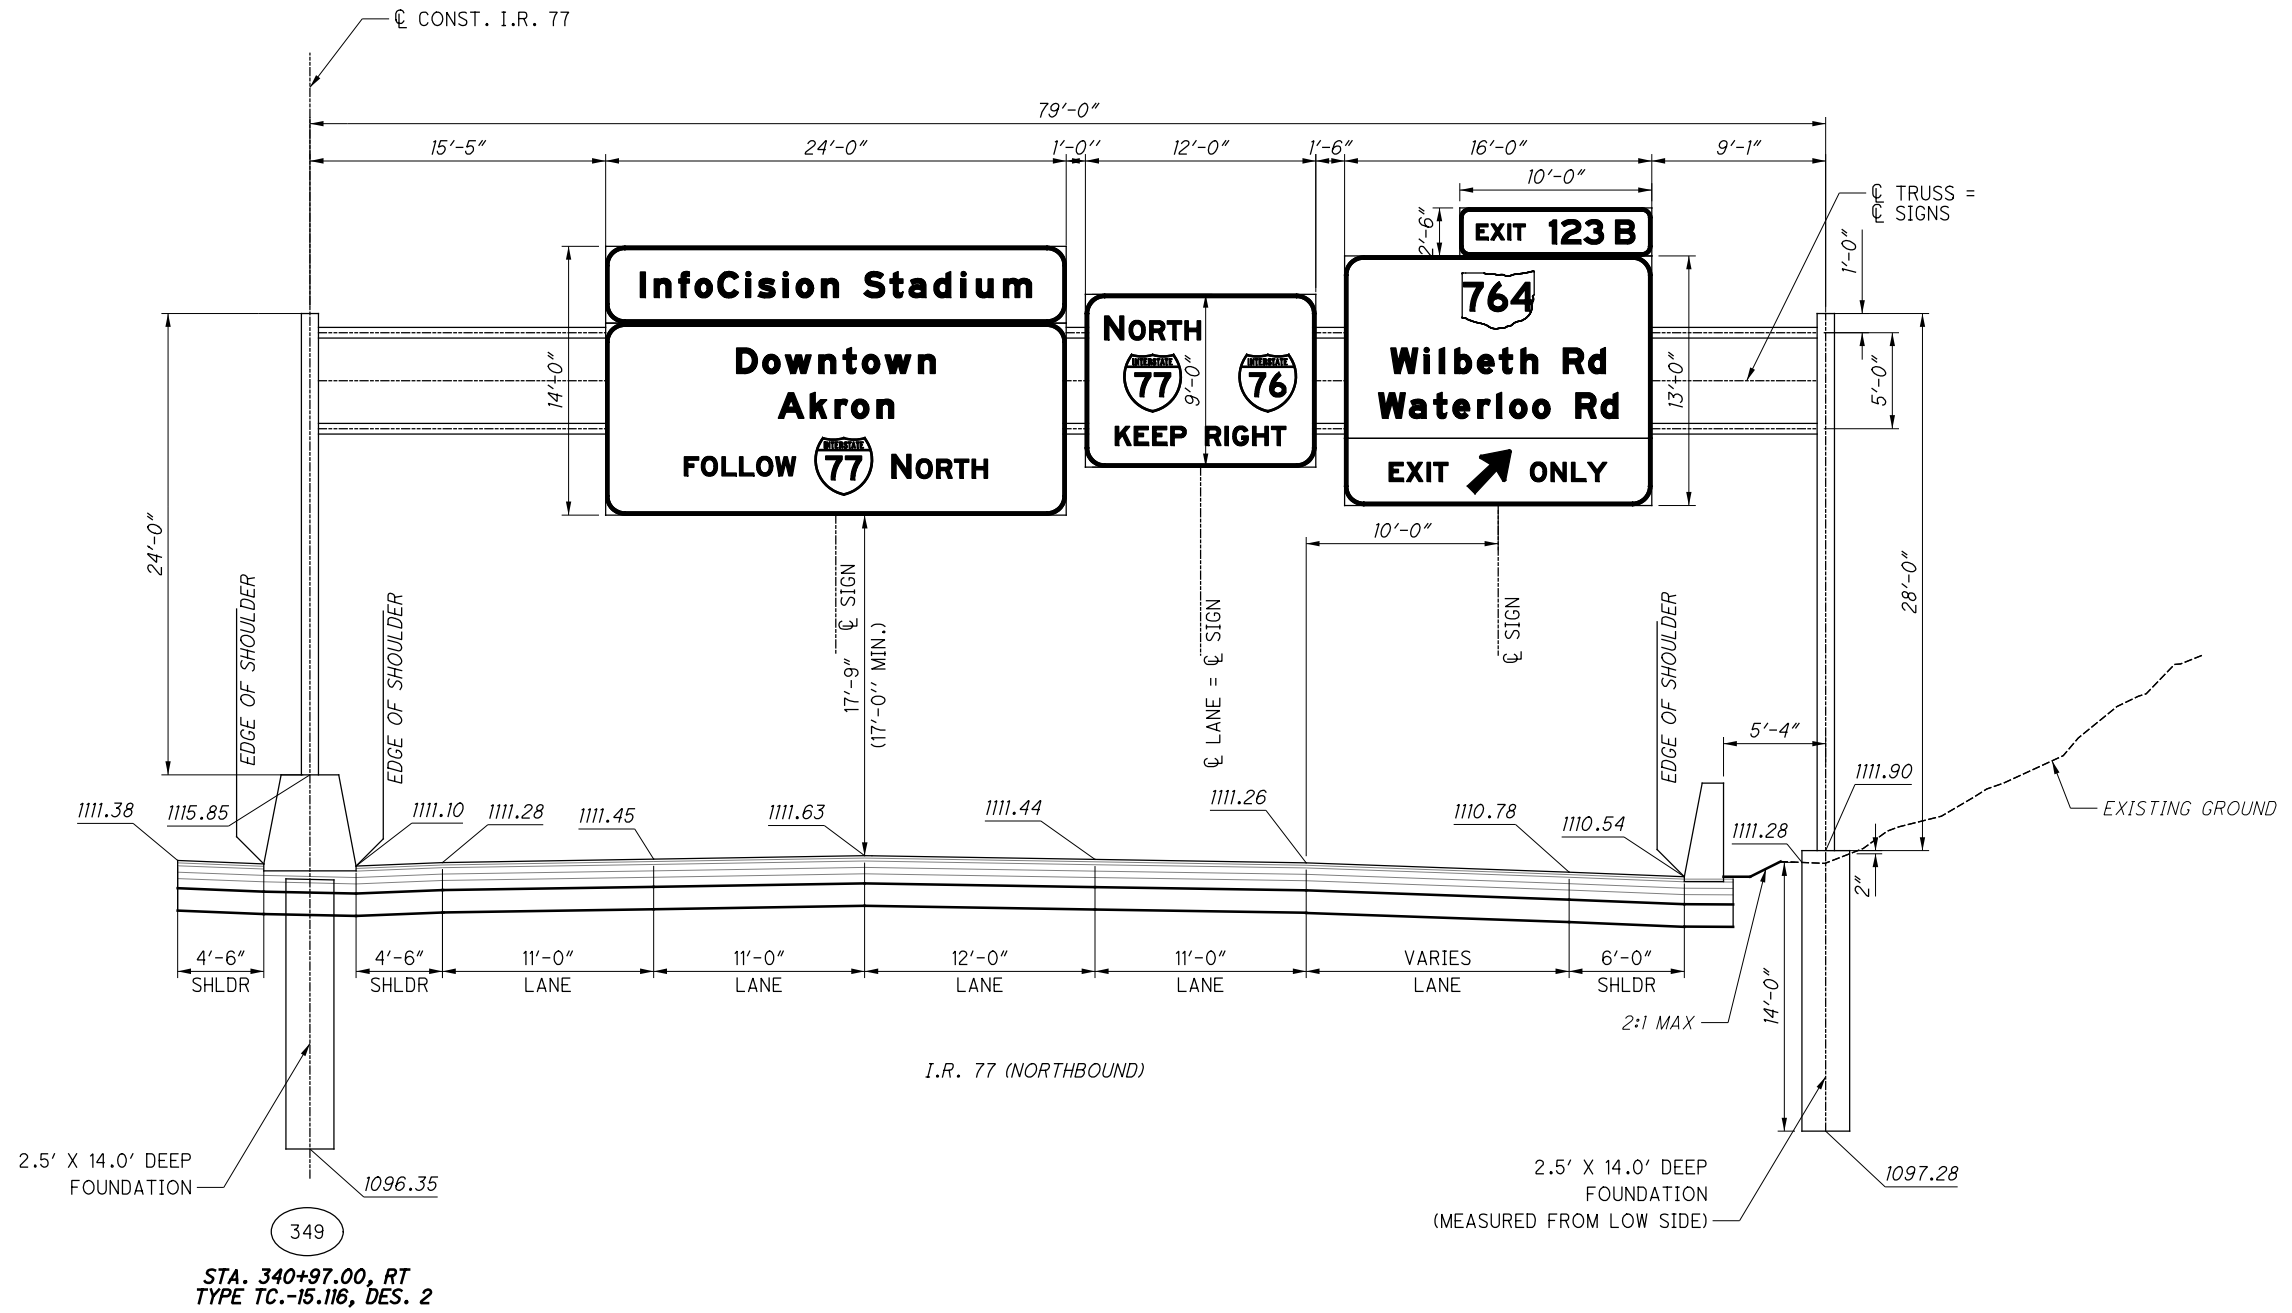 ℄ CONST. I.R. 77
79'-0"
15'-5"
24'-0"
1'-0''
12'-0"
1'-6"
16'-0"
9'-1"
10'-0"
2'-6"
℄ TRUSS =
℄ SIGNS
1'-0"
EXIT 123 B
InfoCision Stadium
764
NORTH
Downtown
Akron
INTERSTATE
77
INTERSTATE
76
Wilbeth Rd
Waterloo Rd
14'-0"
9'-0"
13'-0"
5'-0"
KEEP RIGHT
FOLLOW
INTERSTATE
77
NORTH
EXIT ONLY
10'-0"
24'-0"
28'-0"
EDGE OF SHOULDER
EDGE OF SHOULDER
℄ SIGN
17'-9"
(17'-0'' MIN.)
℄ LANE = ℄ SIGN
℄ SIGN
EDGE OF SHOULDER
5'-4"
1111.38
1115.85
1111.10
1111.28
1111.45
1111.63
1111.44
1111.26
1110.78
1110.54
1111.28
1111.90
EXISTING GROUND
2"
4'-6"
SHLDR
4'-6"
SHLDR
11'-0"
LANE
11'-0"
LANE
12'-0"
LANE
11'-0"
LANE
VARIES
LANE
6'-0"
SHLDR
14'-0"
2:1 MAX
I.R. 77 (NORTHBOUND)
2.5' X 14.0' DEEP
FOUNDATION
1096.35
2.5' X 14.0' DEEP
FOUNDATION
(MEASURED FROM LOW SIDE)
1097.28
349
STA. 340+97.00, RT
TYPE TC.-15.116, DES. 2